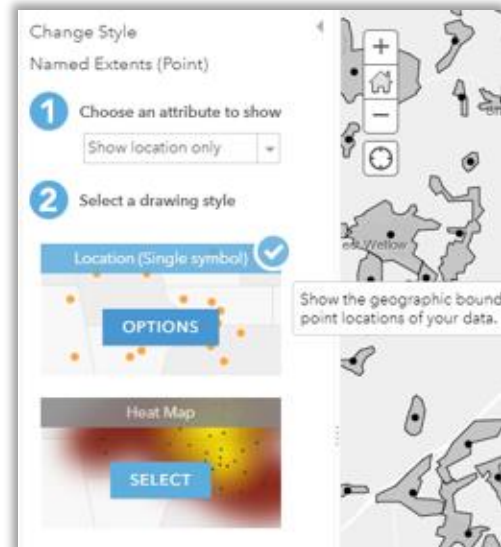 Change Style
Named Extents (Point)
1 Choose an attribute to show
Show location only
2 Select a drawing style
Location (Single symbol)
OPTIONS
Heat Map
SELECT
+
−
Wellow
Show the geographic bound
point locations of your data.